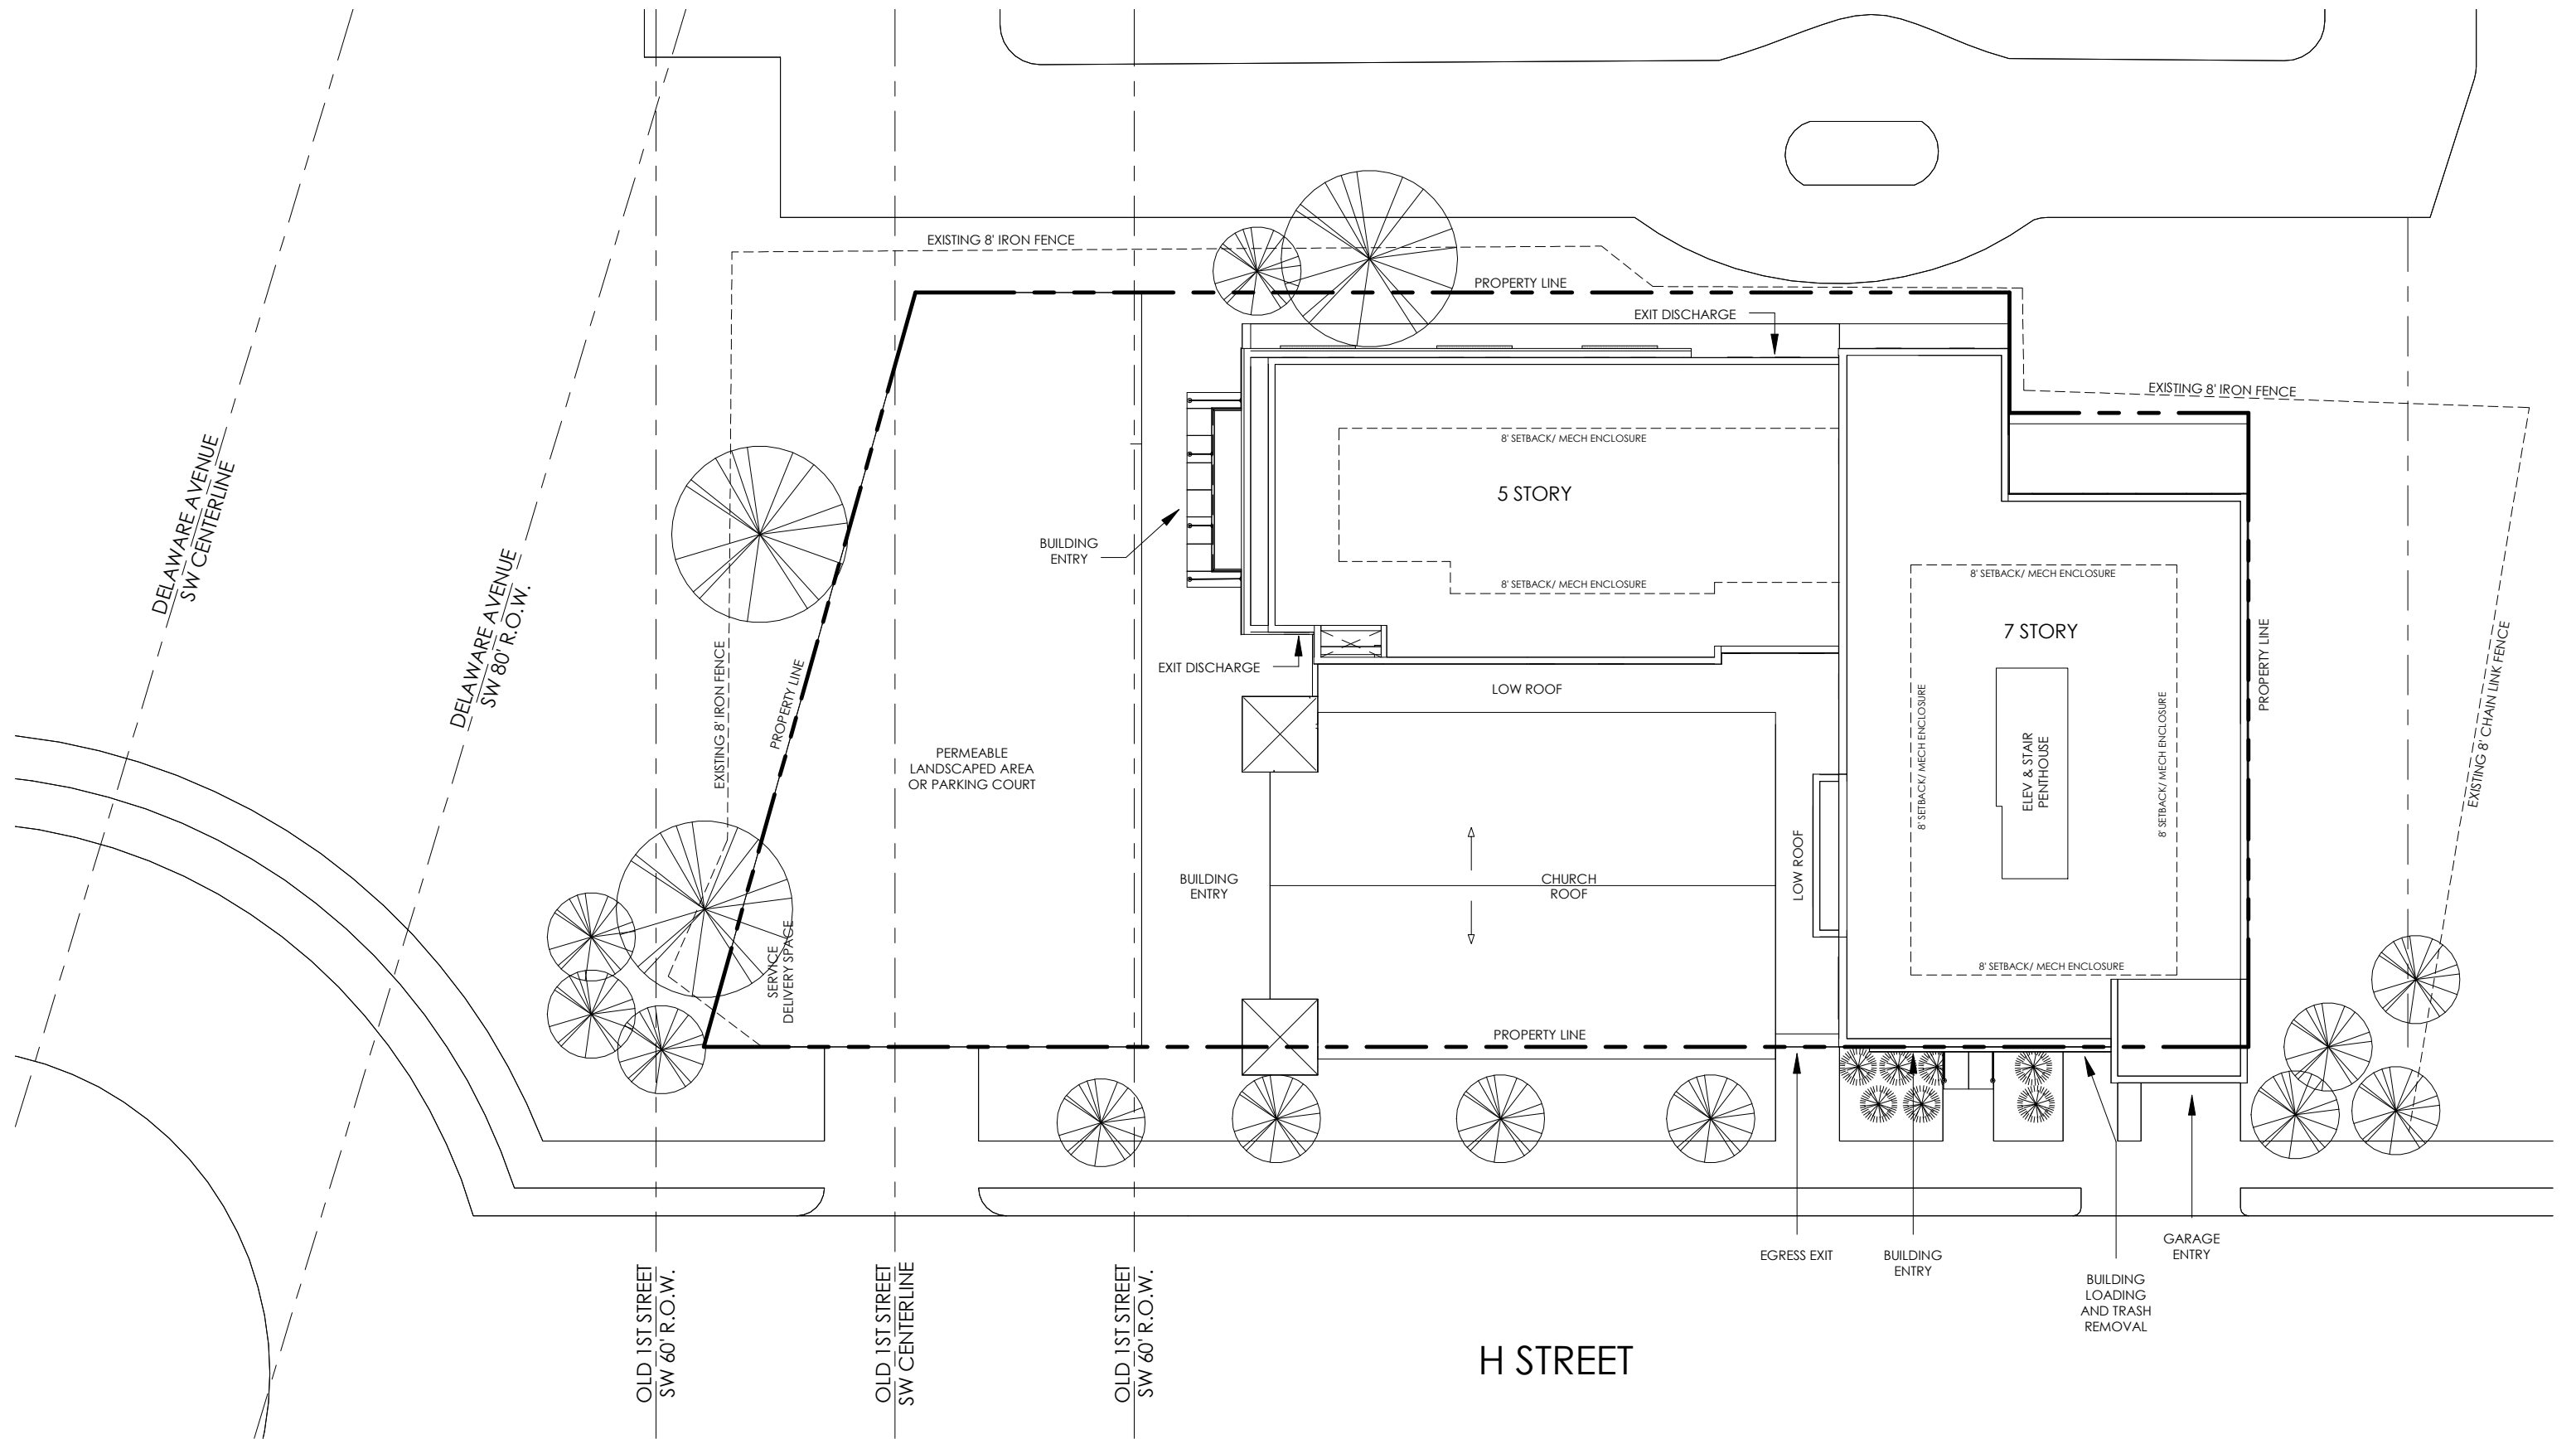 EXISTING 8' IRON FENCE
PROPERTY LINE
EXIT DISCHARGE
EXISTING 8' IRON FENCE
8' SETBACK/ MECH ENCLOSURE
5 STORY
DELAWARE AVENUE
SW CENTERLINE
DELAWARE AVENUE
SW 80' R.O.W.
BUILDING
ENTRY
8' SETBACK/ MECH ENCLOSURE
8' SETBACK/ MECH ENCLOSURE
7 STORY
PROPERTY LINE
EXISTING 8' CHAIN LINK FENCE
EXISTING 8' IRON FENCE
PROPERTY LINE
EXIT DISCHARGE
LOW ROOF
8' SETBACK/ MECH ENCLOSURE
ELEV & STAIR
PENTHOUSE
8' SETBACK/ MECH ENCLOSURE
PERMEABLE
LANDSCAPED AREA
OR PARKING COURT
BUILDING
ENTRY
CHURCH
ROOF
LOW ROOF
SERVICE
DELIVERY SPACE
8' SETBACK/ MECH ENCLOSURE
PROPERTY LINE
EGRESS EXIT
BUILDING
ENTRY
GARAGE
ENTRY
BUILDING
LOADING
AND TRASH
REMOVAL
OLD 1ST STREET
SW 60' R.O.W.
OLD 1ST STREET
SW CENTERLINE
OLD 1ST STREET
SW 60' R.O.W.
H STREET